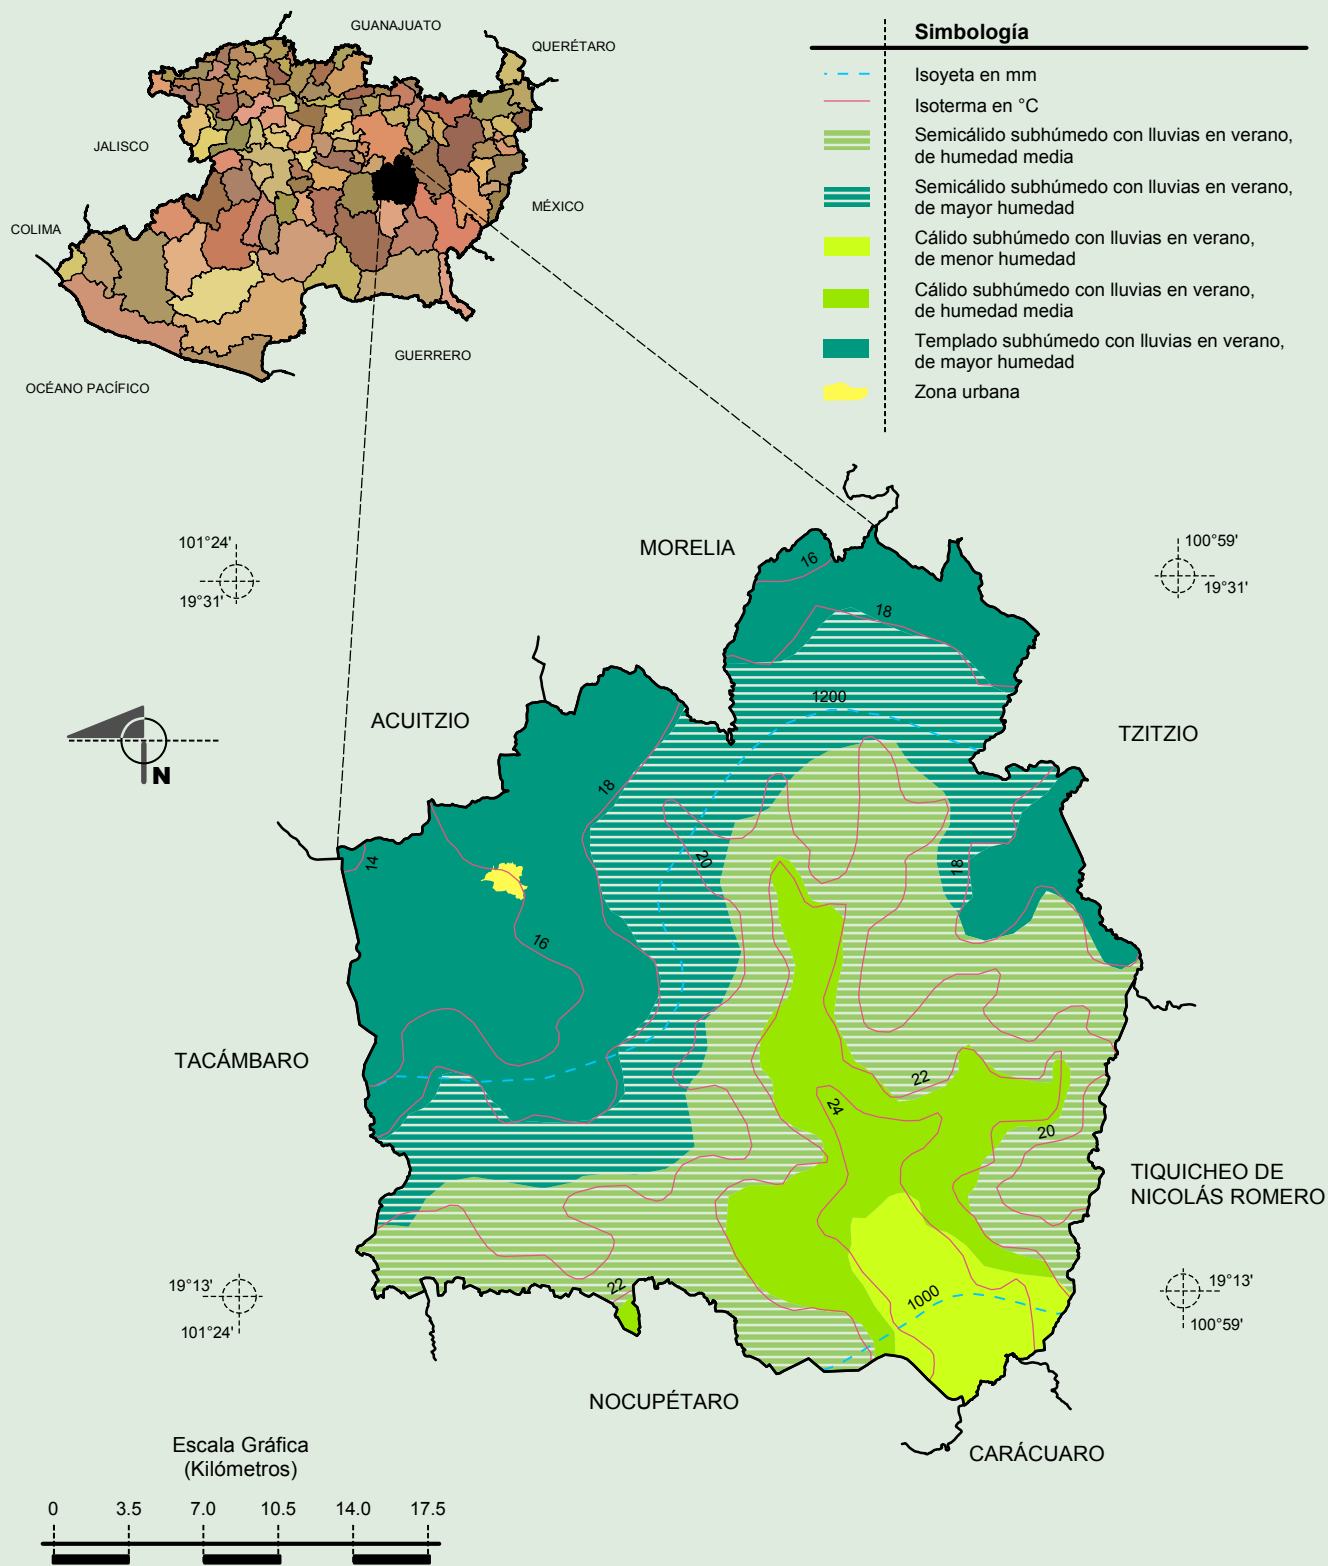 GUANAJUATO
QUERÉTARO
JALISCO
MÉXICO
COLIMA
GUERRERO
OCÉANO PACÍFICO
Simbología
Isoyeta en mm
Isoterma en °C
Semicálido subhúmedo con lluvias en verano,
de humedad media
Semicálido subhúmedo con lluvias en verano,
de mayor humedad
Cálido subhúmedo con lluvias en verano,
de menor humedad
Cálido subhúmedo con lluvias en verano,
de humedad media
Templado subhúmedo con lluvias en verano,
de mayor humedad
Zona urbana
101°24'
19°31'
MORELIA
100°59'
19°31'
16
18
1200
ACUITZIO
TZITZIO
N
18
14
20
18
16
TACÁMBARO
22
24
20
TIQUICHEO DE
NICOLÁS ROMERO
19°13'
101°24'
22
1000
19°13'
100°59'
NOCUPÉTARO
CARÁCUARO
Escala Gráfica
(Kilómetros)
0 3.5 7.0 10.5 14.0 17.5